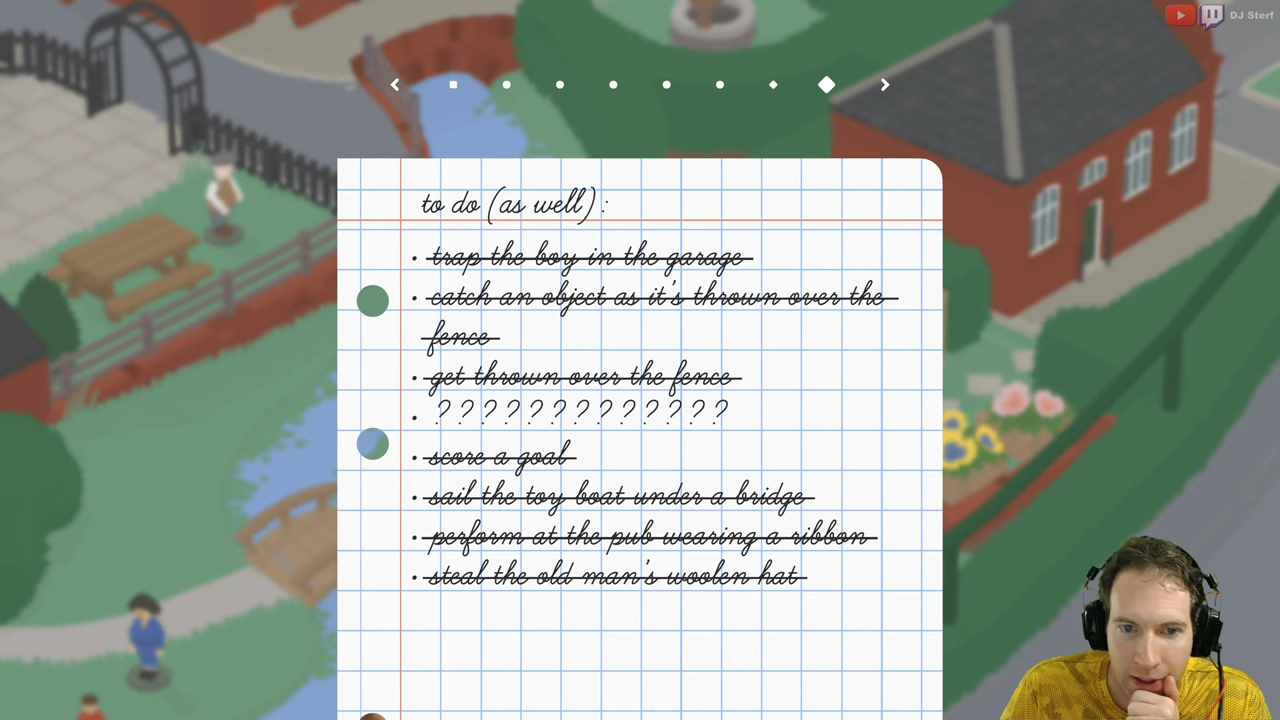 DJ Sterf
to do (as well) :
• trap the boy in the garage
• catch an object as it's thrown over the
fence
• get thrown over the fence
• ?????????????
• score a goal
• sail the toy boat under a bridge
• perform at the pub wearing a ribbon
• steal the old man's woolen hat